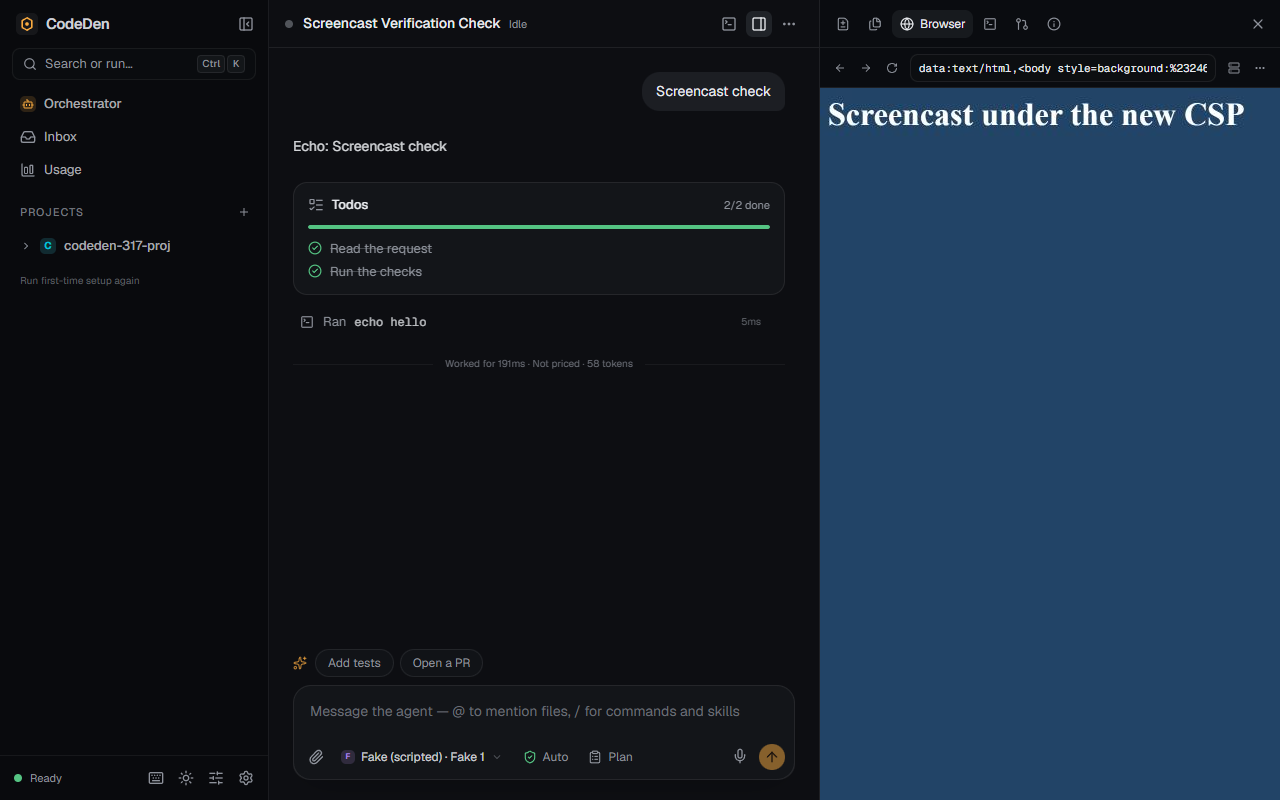 CodeDen
Search or run...
Ctrl K
Orchestrator
Inbox
Usage
PROJECTS
C codeden-317-proj
Run first-time setup again
Ready
Screencast Verification Check Idle
Screencast check
Echo: Screencast check
Todos 2/2 done
Read the request
Run the checks
Ran echo hello 5ms
Worked for 191ms · Not priced · 58 tokens
Add tests
Open a PR
Message the agent — @ to mention files, / for commands and skills
F Fake (scripted) · Fake 1
Auto
Plan
Browser
data:text/html,<body style=background:%23246
Screencast under the new CSP